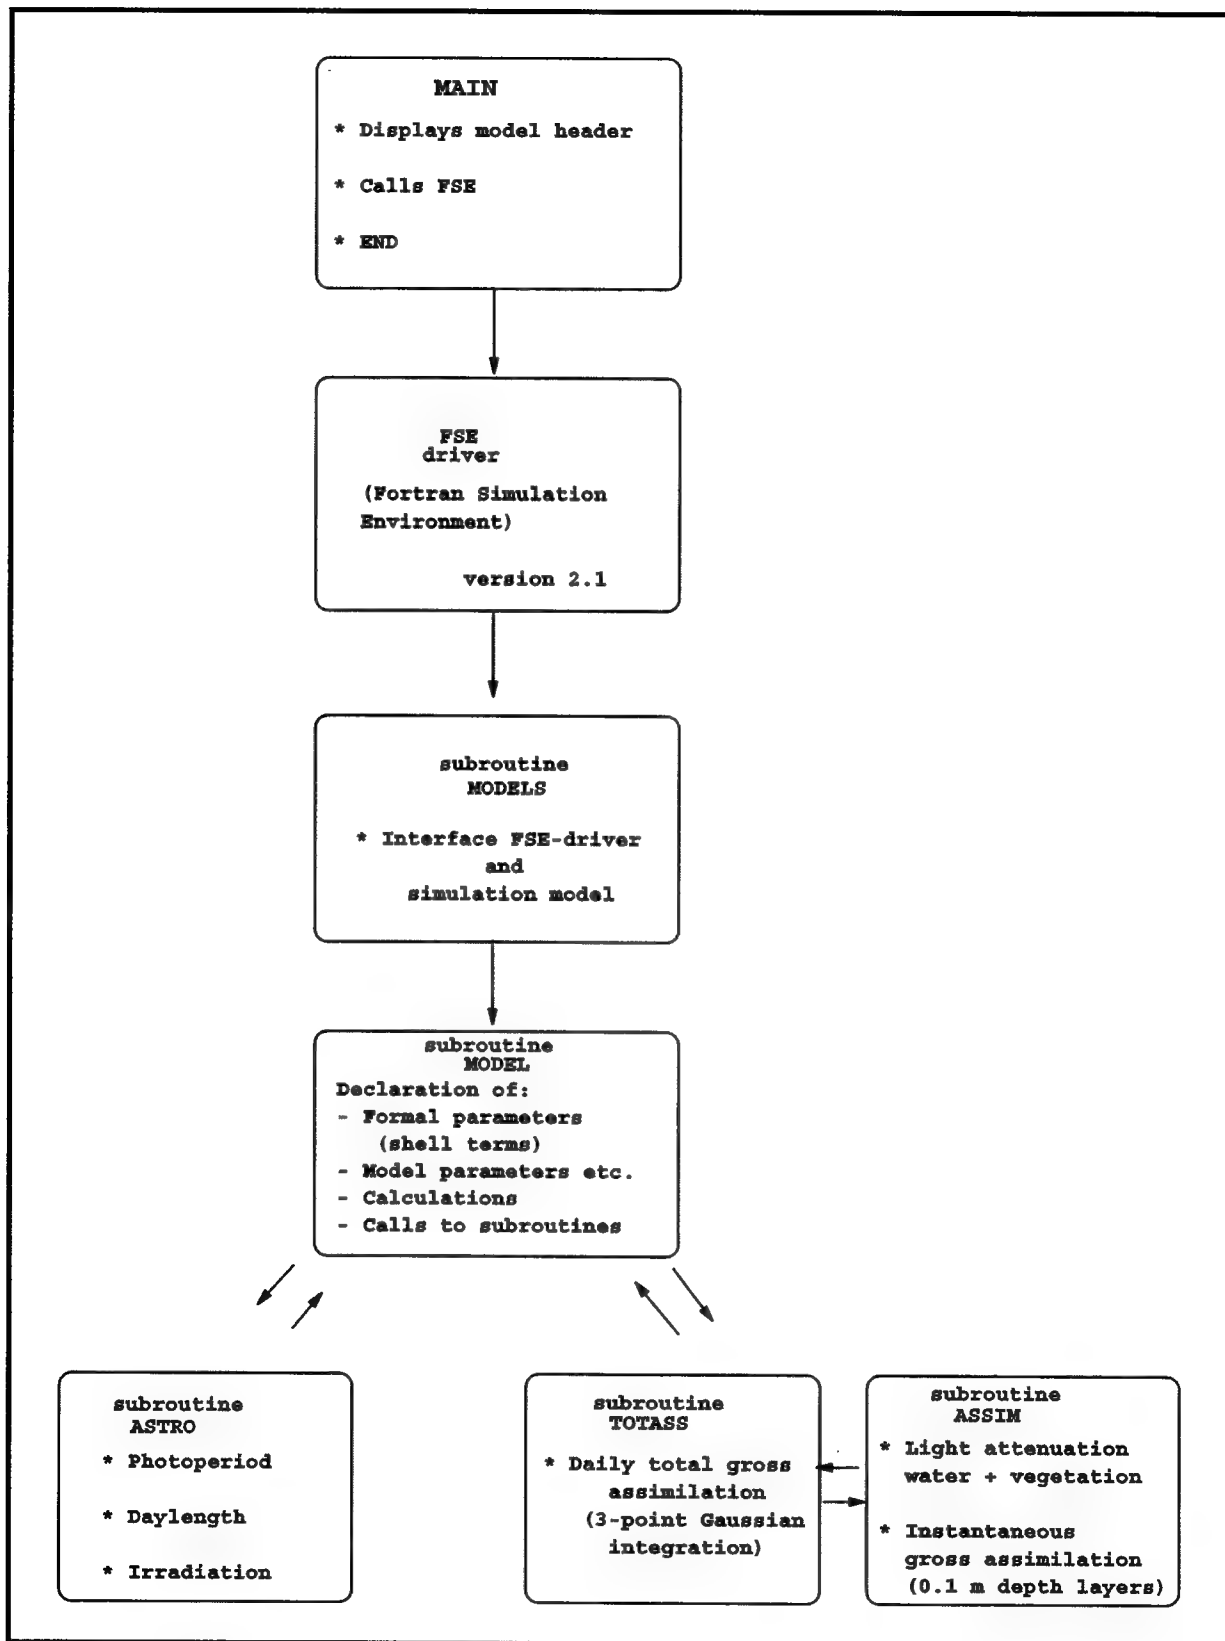 MAIN
* Displays model header
* Calls FSE
* END
FSE
driver
(Fortran Simulation
Environment)
version 2.1
subroutine
MODELS
* Interface FSE-driver
and
simulation model
subroutine
MODEL
Declaration of:
- Formal parameters
(shell terms)
- Model parameters etc.
- Calculations
- Calls to subroutines
subroutine
ASTRO
* Photoperiod
* Daylength
* Irradiation
subroutine
TOTASS
* Daily total gross
assimilation
(3-point Gaussian
integration)
subroutine
ASSIM
* Light attenuation
water + vegetation
* Instantaneous
gross assimilation
(0.1 m depth layers)